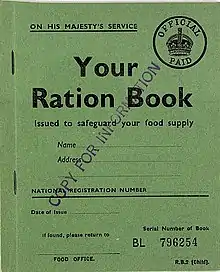 ON HIS MAJESTY'S SERVICE
OFFICIAL
PAID
Your
Ration Book
Issued to safeguard your food supply
COPY FOR INFORMATION
Name
Address
NATIONAL REGISTRATION NUMBER
Date of Issue
Serial Number of Book
If found, please return to
BL 796254
FOOD OFFICE.
R.B.2 [Child].